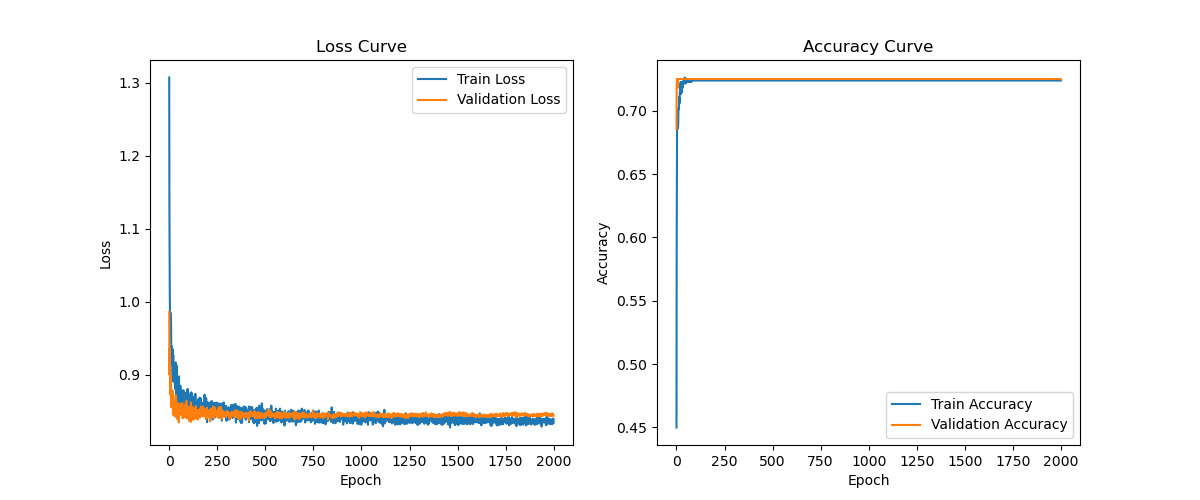 Loss Curve
1.3
1.2
1.1
1.0
0.9
Loss
0 250 500 750 1000 1250 1500 1750 2000
Epoch
Train Loss
Validation Loss
Accuracy Curve
0.70
0.65
0.60
0.55
0.50
0.45
Accuracy
0 250 500 750 1000 1250 1500 1750 2000
Epoch
Train Accuracy
Validation Accuracy